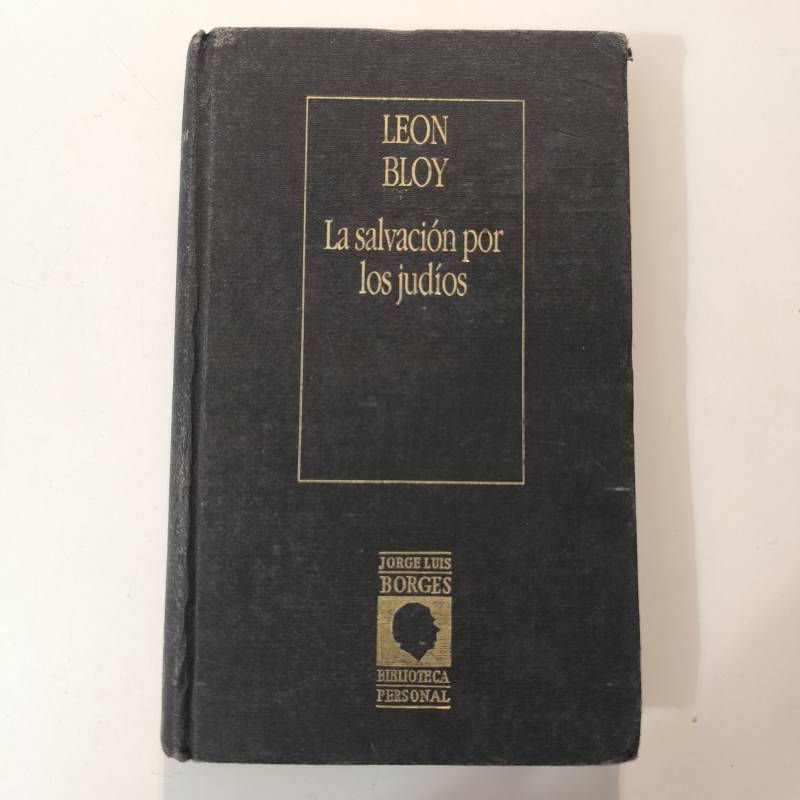 LEON
BLOY
La salvación por
los judíos
JORGE LUIS
BORGES
BIBLIOTECA
PERSONAL